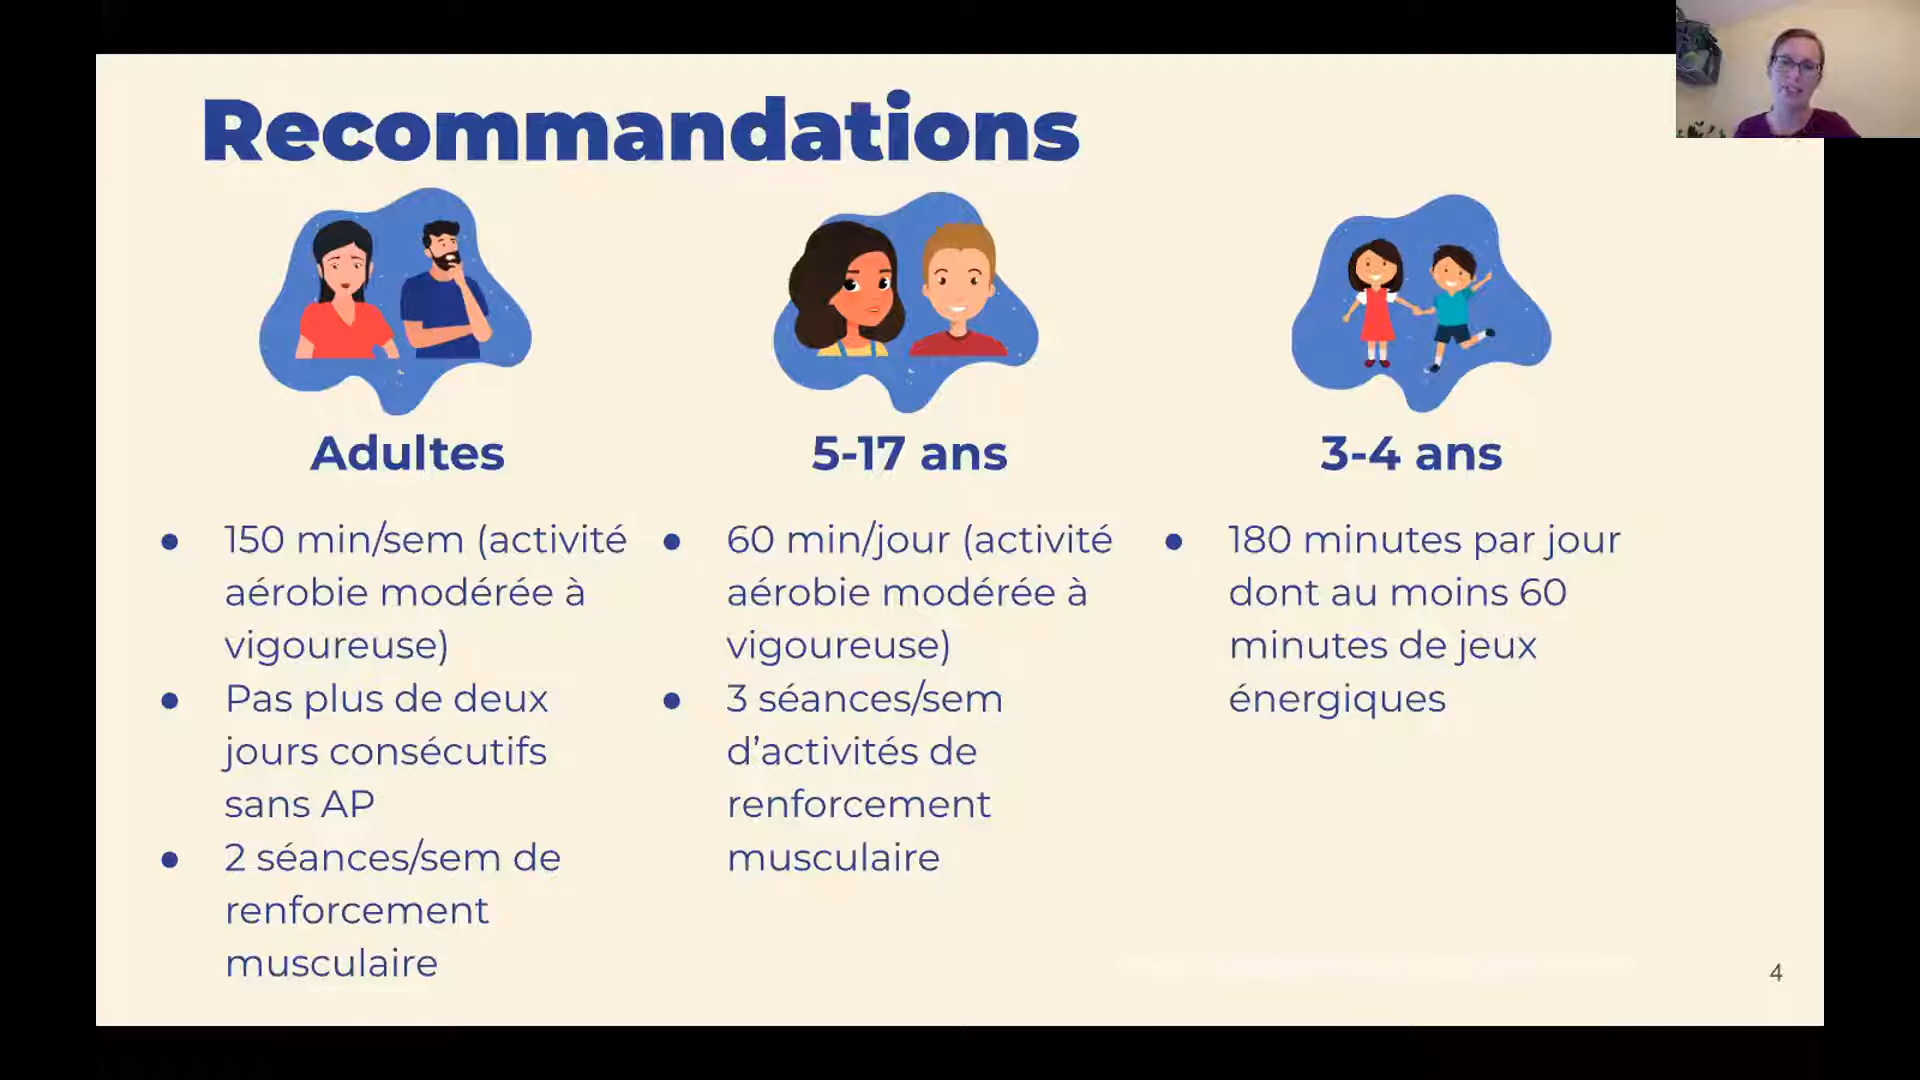 Recommandations
Adultes
● 150 min/sem (activité
aérobie modérée à
vigoureuse)
● Pas plus de deux
jours consécutifs
sans AP
● 2 séances/sem de
renforcement
musculaire
5-17 ans
● 60 min/jour (activité
aérobie modérée à
vigoureuse)
● 3 séances/sem
d’activités de
renforcement
musculaire
3-4 ans
● 180 minutes par jour
dont au moins 60
minutes de jeux
énergiques
4